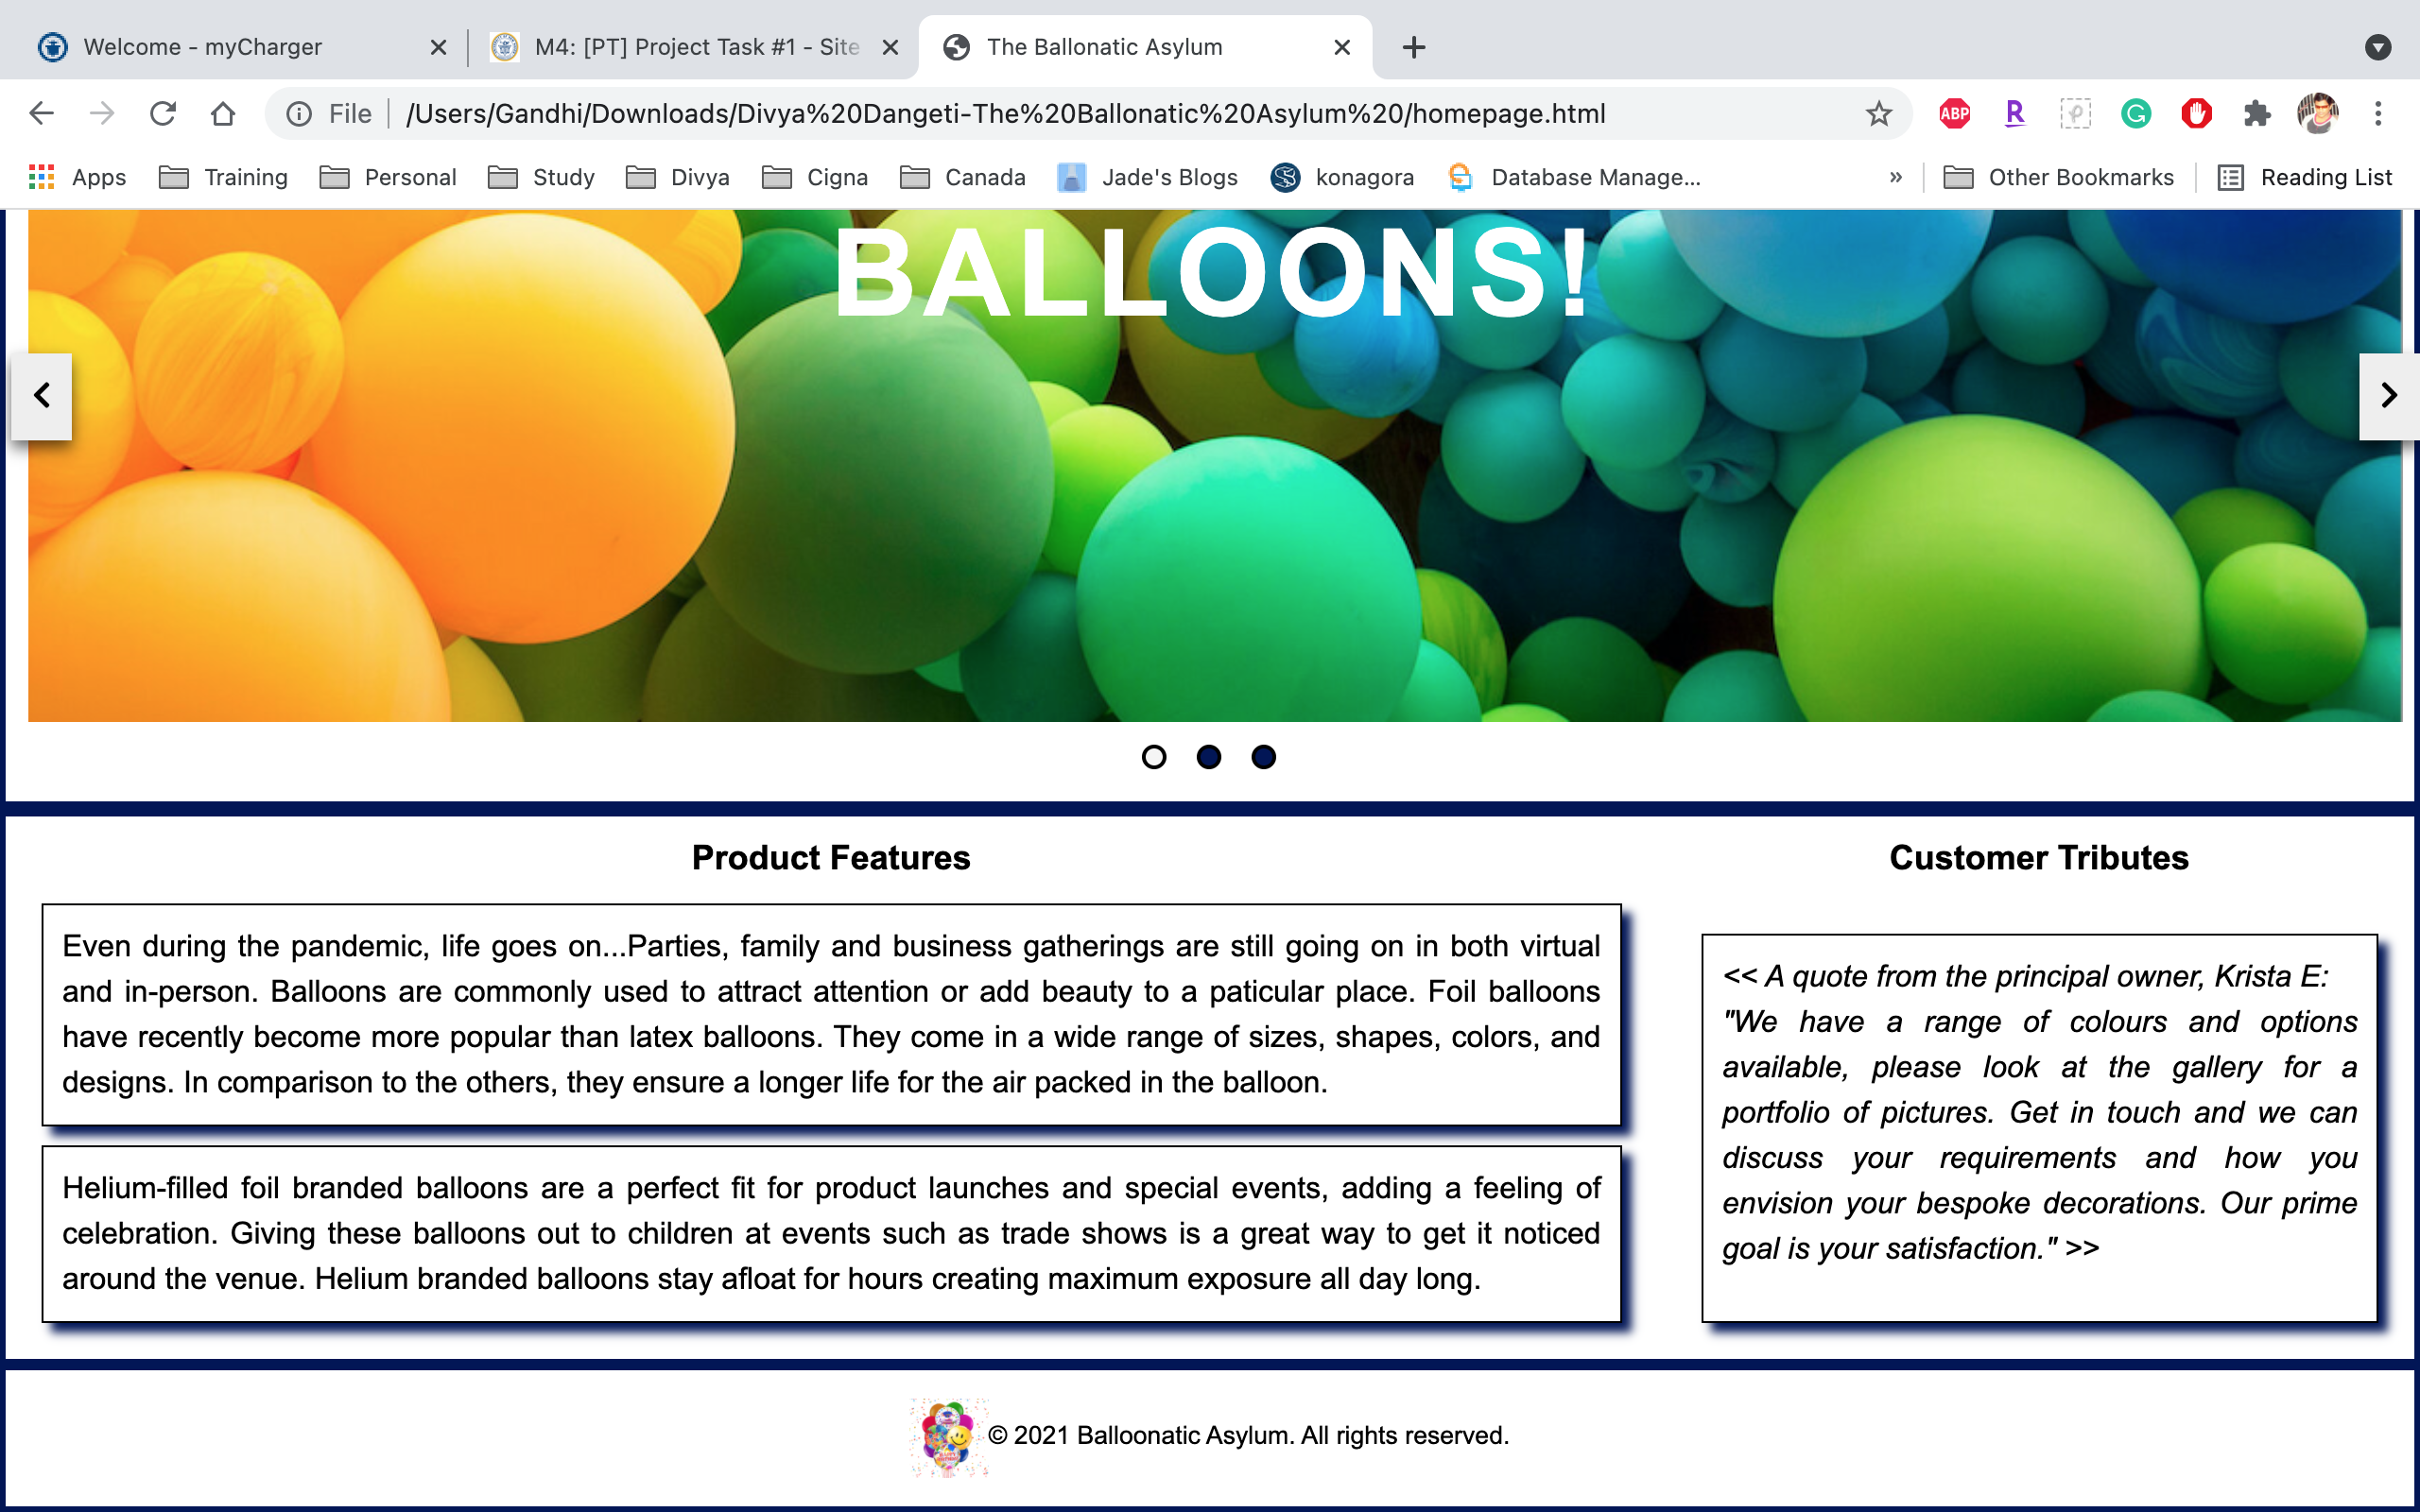 Welcome - myCharger
M4: [PT] Project Task #1 - Site
The Ballonatic Asylum
File
/Users/Gandhi/Downloads/Divya%20Dangeti-The%20Ballonatic%20Asylum%20/homepage.html
ABP
R
G
Apps
Training
Personal
Study
Divya
Cigna
Canada
Jade's Blogs
konagora
Database Manage...
»
Other Bookmarks
Reading List
BALLOONS!
Product Features
Even during the pandemic, life goes on...Parties, family and business gatherings are still going on in both virtual
and in-person. Balloons are commonly used to attract attention or add beauty to a paticular place. Foil balloons
have recently become more popular than latex balloons. They come in a wide range of sizes, shapes, colors, and
designs. In comparison to the others, they ensure a longer life for the air packed in the balloon.
Helium-filled foil branded balloons are a perfect fit for product launches and special events, adding a feeling of
celebration. Giving these balloons out to children at events such as trade shows is a great way to get it noticed
around the venue. Helium branded balloons stay afloat for hours creating maximum exposure all day long.
Customer Tributes
<< A quote from the principal owner, Krista E:
"We have a range of colours and options
available, please look at the gallery for a
portfolio of pictures. Get in touch and we can
discuss your requirements and how you
envision your bespoke decorations. Our prime
goal is your satisfaction." >>
© 2021 Balloonatic Asylum. All rights reserved.